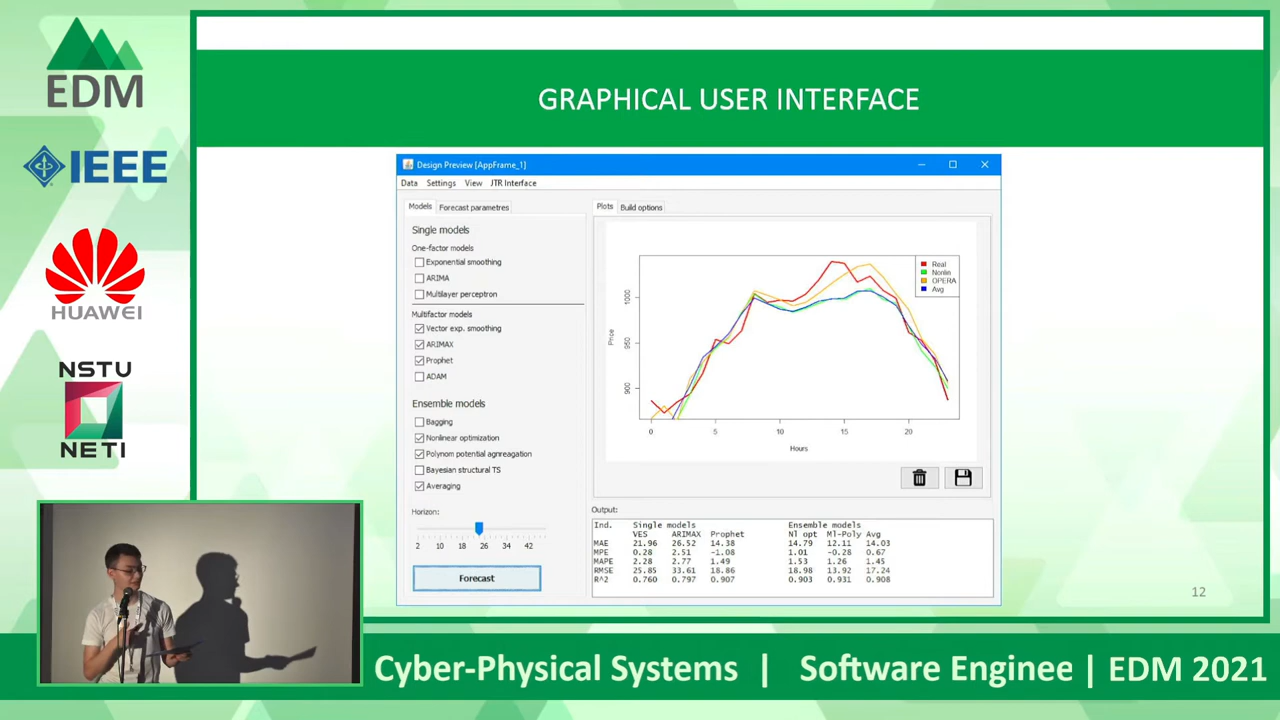 EDM
IEEE
HUAWEI
NSTU
NETI
GRAPHICAL USER INTERFACE
Design Preview [AppFrame_1]
Data Settings View JTR Interface
Models Forecast parametres
Single models
One-factor models
Exponential smoothing
ARIMA
Multilayer perceptron
Multifactor models
Vector exp. smoothing
ARIMAX
Prophet
ADAM
Ensemble models
Bagging
Nonlinear optimization
Polynom potential agnreagation
Bayesian structural TS
Averaging
Horizon:
2 10 18 26 34 42
Forecast
Plots Build options
Real
Nonlin
OPERA
Avg
Price
1000
950
900
0 5 10 15 20
Hours
Output:
Ind. Single models Ensemble models
VES ARIMAX Prophet Nl opt Ml-Poly Avg
MAE 21.96 26.52 14.38 14.79 12.11 14.03
MPE 0.28 2.51 -1.08 1.01 -0.28 0.67
MAPE 2.28 2.77 1.49 1.53 1.26 1.45
RMSE 25.85 33.61 18.86 18.98 13.92 17.24
R^2 0.760 0.797 0.907 0.903 0.931 0.908
12
Cyber-Physical Systems | Software Enginee | EDM 2021